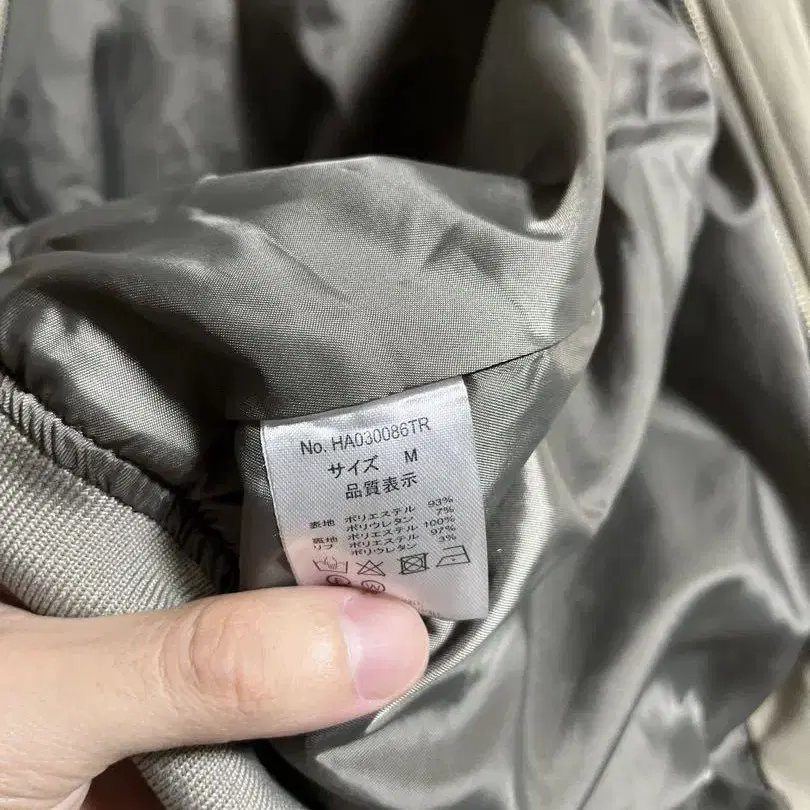 No. HA030086TR
サイズ M
品質表示
表地 ポリエステル 93%
ポリウレタン 7%
裏地 ポリエステル 100%
リブ ポリエステル 97%
ポリウレタン 3%